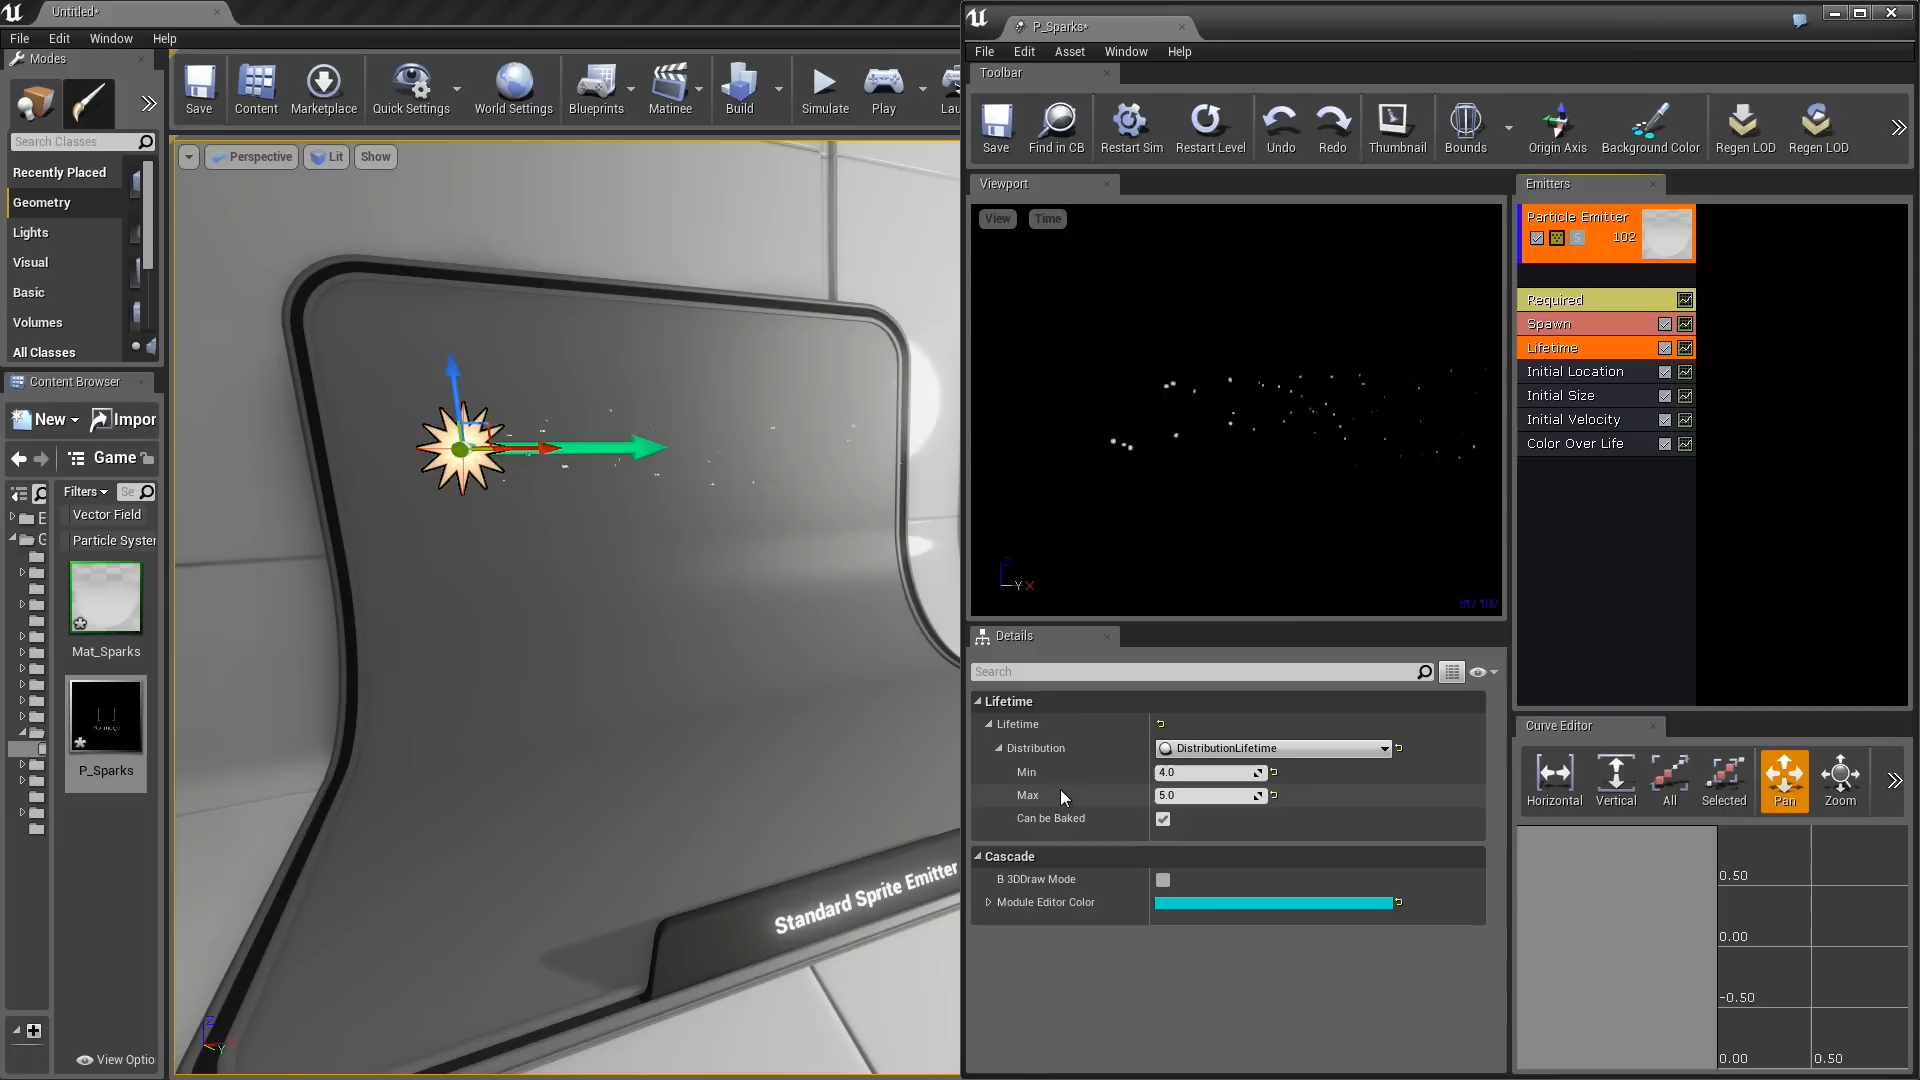 Untitled*
File Edit Window Help
Modes
Search Classes
Recently Placed
Geometry
Lights
Visual
Basic
Volumes
All Classes
Content Browser
New
Impor
Game
Filters
Se
Vector Field
Particle Syster
Mat_Sparks
P_Sparks
View Optio
Save
Content
Marketplace
Quick Settings
World Settings
Blueprints
Matinee
Build
Simulate
Play
Lau
Perspective
Lit
Show
Standard Sprite Emitter
P_Sparks*
File Edit Asset Window Help
Toolbar
Save
Find in CB
Restart Sim
Restart Level
Undo
Redo
Thumbnail
Bounds
Origin Axis
Background Color
Regen LOD
Regen LOD
Viewport
View
Time
Y X
Emitters
Particle Emitter
S 102
Required
Spawn
Lifetime
Initial Location
Initial Size
Initial Velocity
Color Over Life
Details
Search
Lifetime
Lifetime
Distribution DistributionLifetime
Min 4.0
Max 5.0
Can be Baked
Cascade
B 3DDraw Mode
Module Editor Color
Curve Editor
Horizontal
Vertical
All
Selected
Pan
Zoom
0.50
0.00
-0.50
0.00 0.50